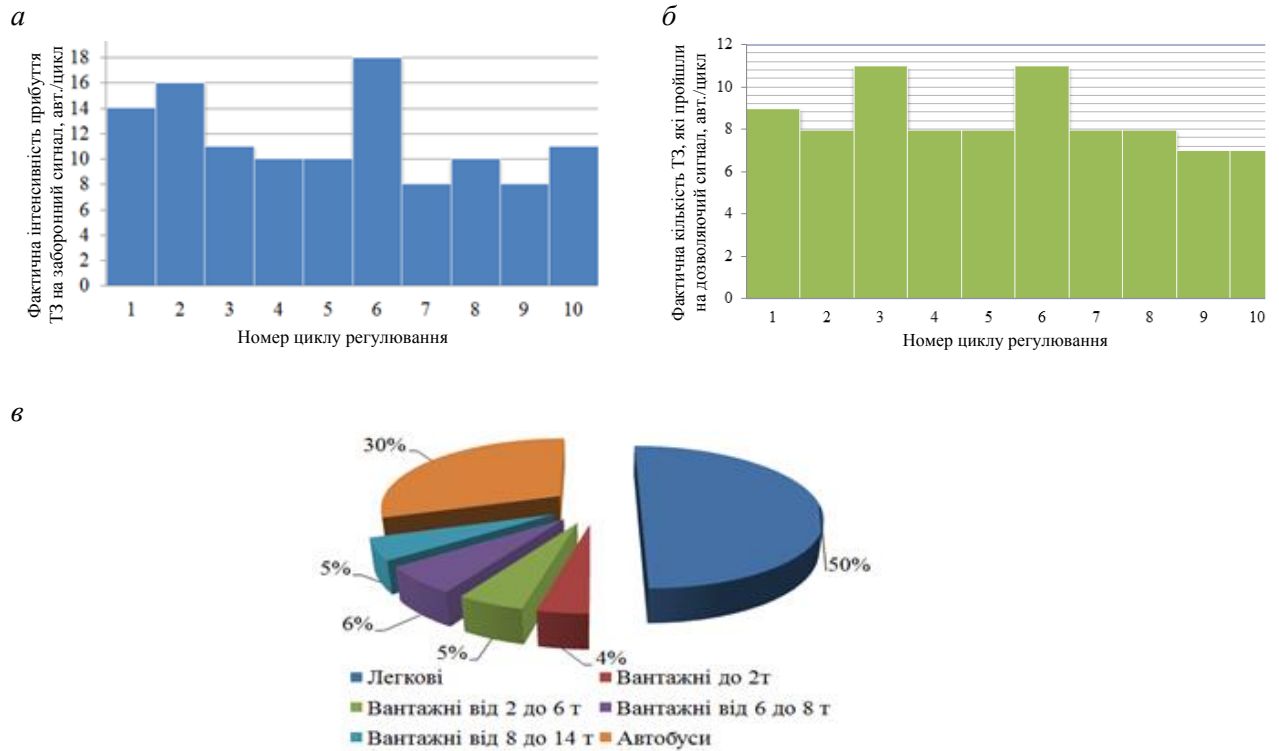 а
Фактична інтенсивність прибуття
ТЗ на заборонний сигнал, авт./цикл
18
16
14
12
10
8
6
4
2
0
1 2 3 4 5 6 7 8 9 10
Номер циклу регулювання
б
Фактична кількість ТЗ, які пройшли
на дозволяючий сигнал, авт./цикл
12
10
8
6
4
2
0
1 2 3 4 5 6 7 8 9 10
Номер циклу регулювання
в
30%
50%
5%
6%
5%
4%
Легкові
Вантажні до 2т
Вантажні від 2 до 6 т
Вантажні від 6 до 8 т
Вантажні від 8 до 14 т
Автобуси